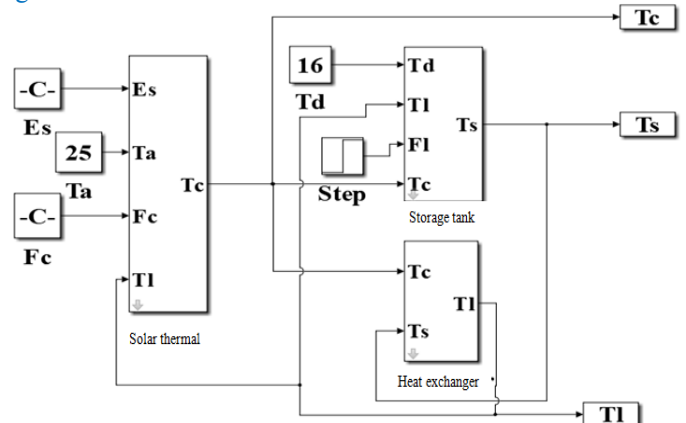 Tc
16
Td
Td
Tl
-C-
Es
Es
Ts
Ts
25
Ta
Ta
Fl
Step
Tc
Tc
Storage tank
-C-
Fc
Fc
Tc
Tl
Tl
Ts
Solar thermal
Heat exchanger
Tl